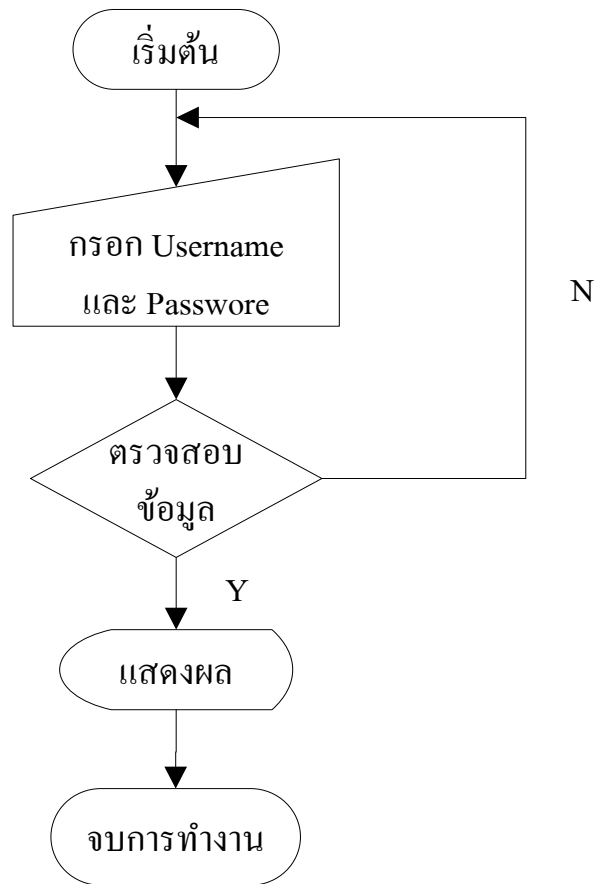 เริ่มต้น
กรอก Username
และ Passwore
N
ตรวจสอบ
ข้อมูล
Y
แสดงผล
จบการทำงาน